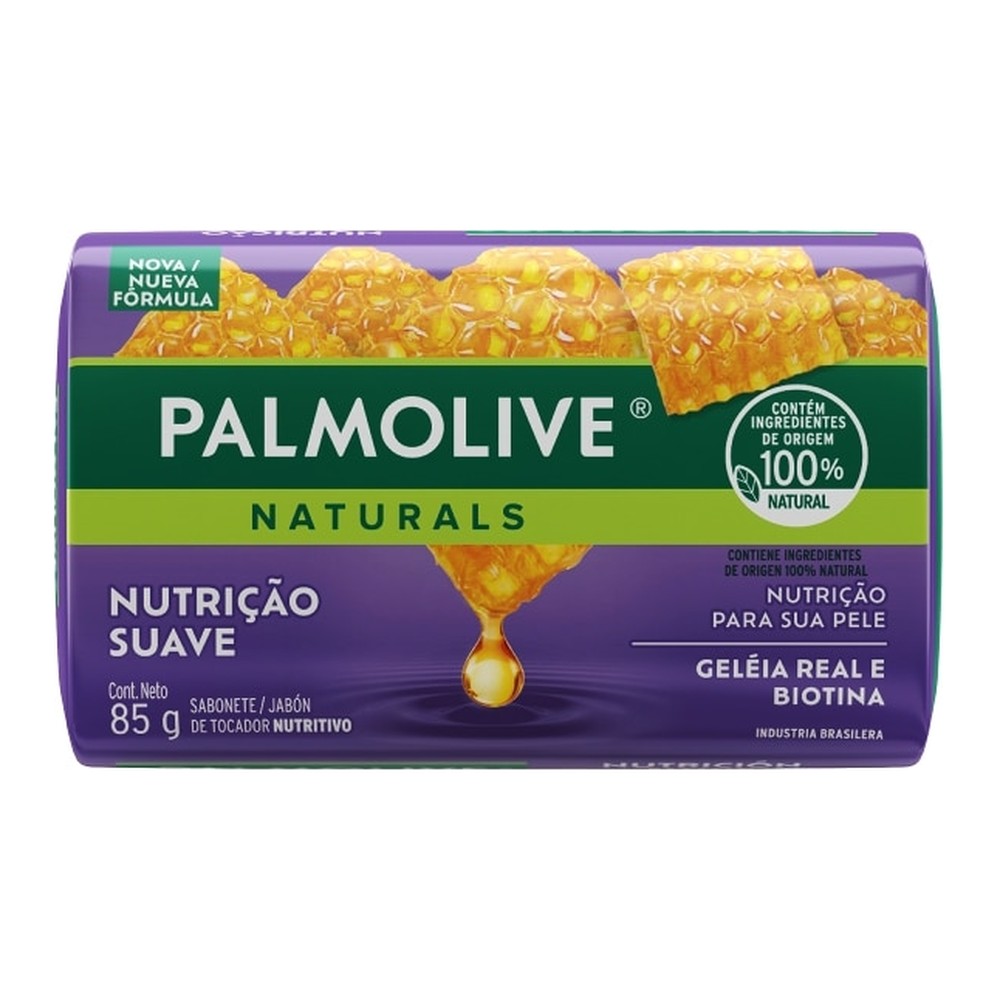 NOVA /
NUEVA
FÓRMULA
PALMOLIVE®
NATURALS
CONTÉM
INGREDIENTES
DE ORIGEM
100%
NATURAL
CONTIENE INGREDIENTES
DE ORIGEN 100% NATURAL
NUTRIÇÃO
SUAVE
NUTRIÇÃO
PARA SUA PELE
GELÉIA REAL E
BIOTINA
Cont. Neto
85 g
SABONETE / JABÓN
DE TOCADOR NUTRITIVO
INDUSTRIA BRASILERA
NUTRICIÓN